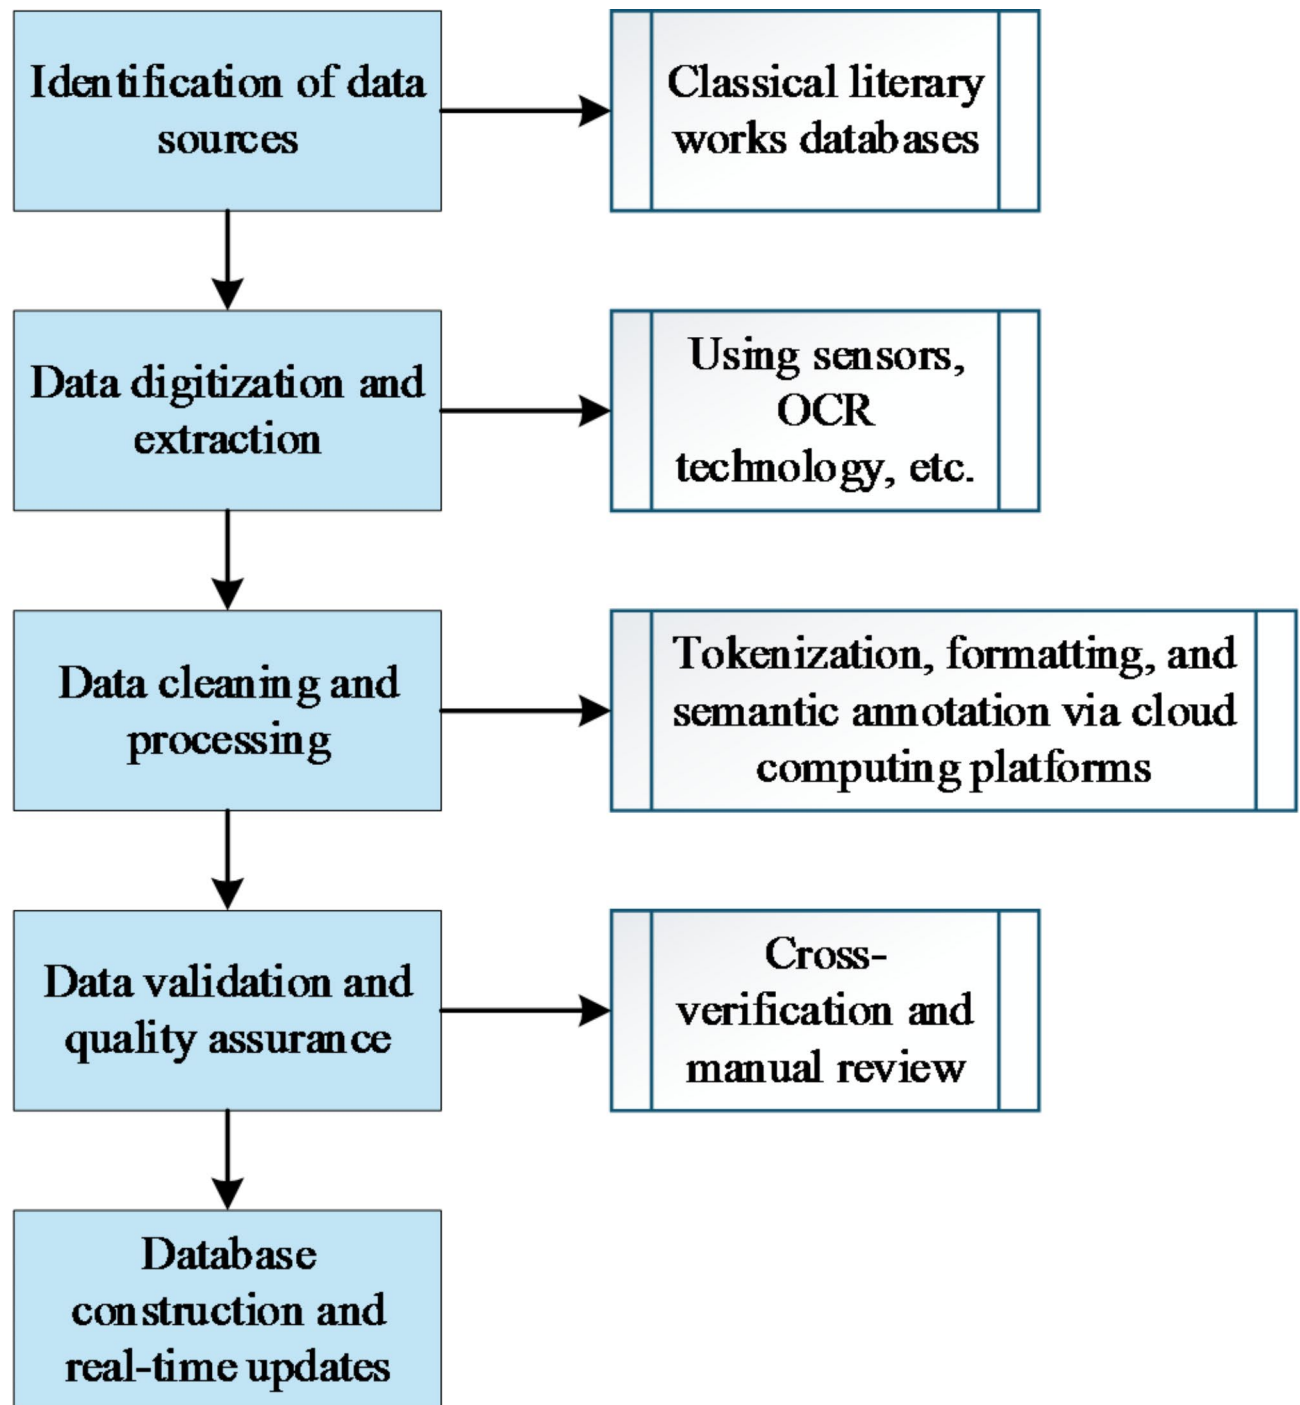 Identification of data
sources
Classical literary
works databases
Data digitization and
extraction
Using sensors,
OCR
technology, etc.
Data cleaning and
processing
Tokenization, formatting, and
semantic annotation via cloud
computing platforms
Data validation and
quality assurance
Cross-
verification and
manual review
Database
construction and
real-time updates